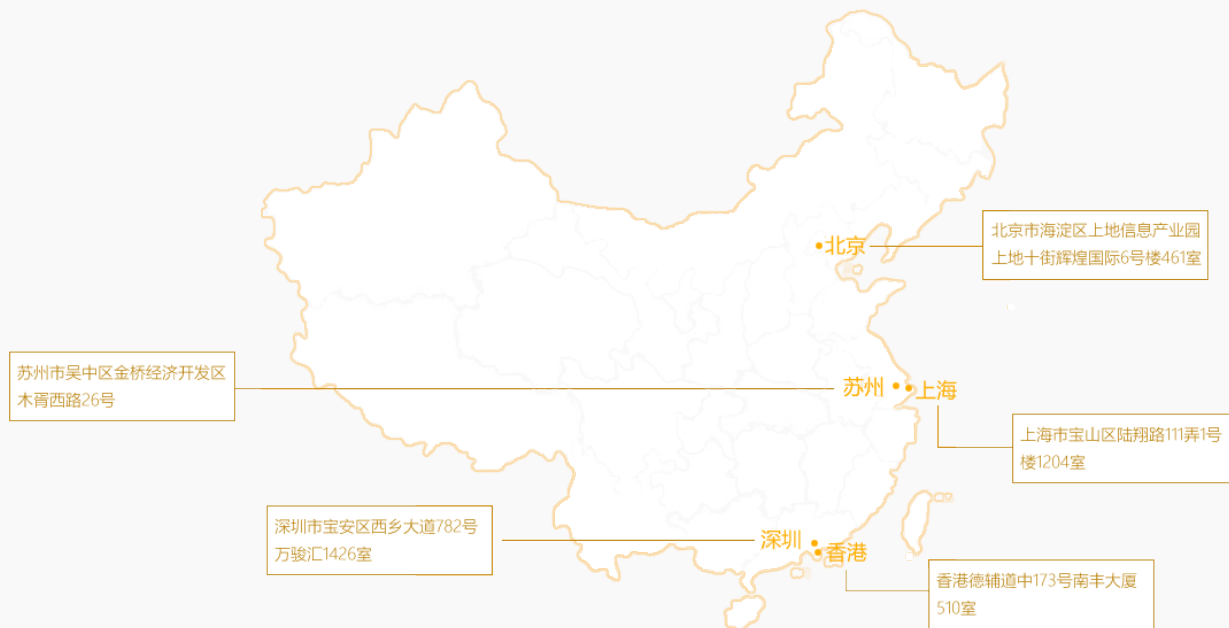 北京
北京市海淀区上地信息产业园
上地十街辉煌国际6号楼461室
苏州市吴中区金桥经济开发区
木胥西路26号
苏州
上海
上海市宝山区陆翔路111弄1号
楼1204室
深圳市宝安区西乡大道782号
万骏汇1426室
深圳
香港
香港德辅道中173号南丰大厦
510室